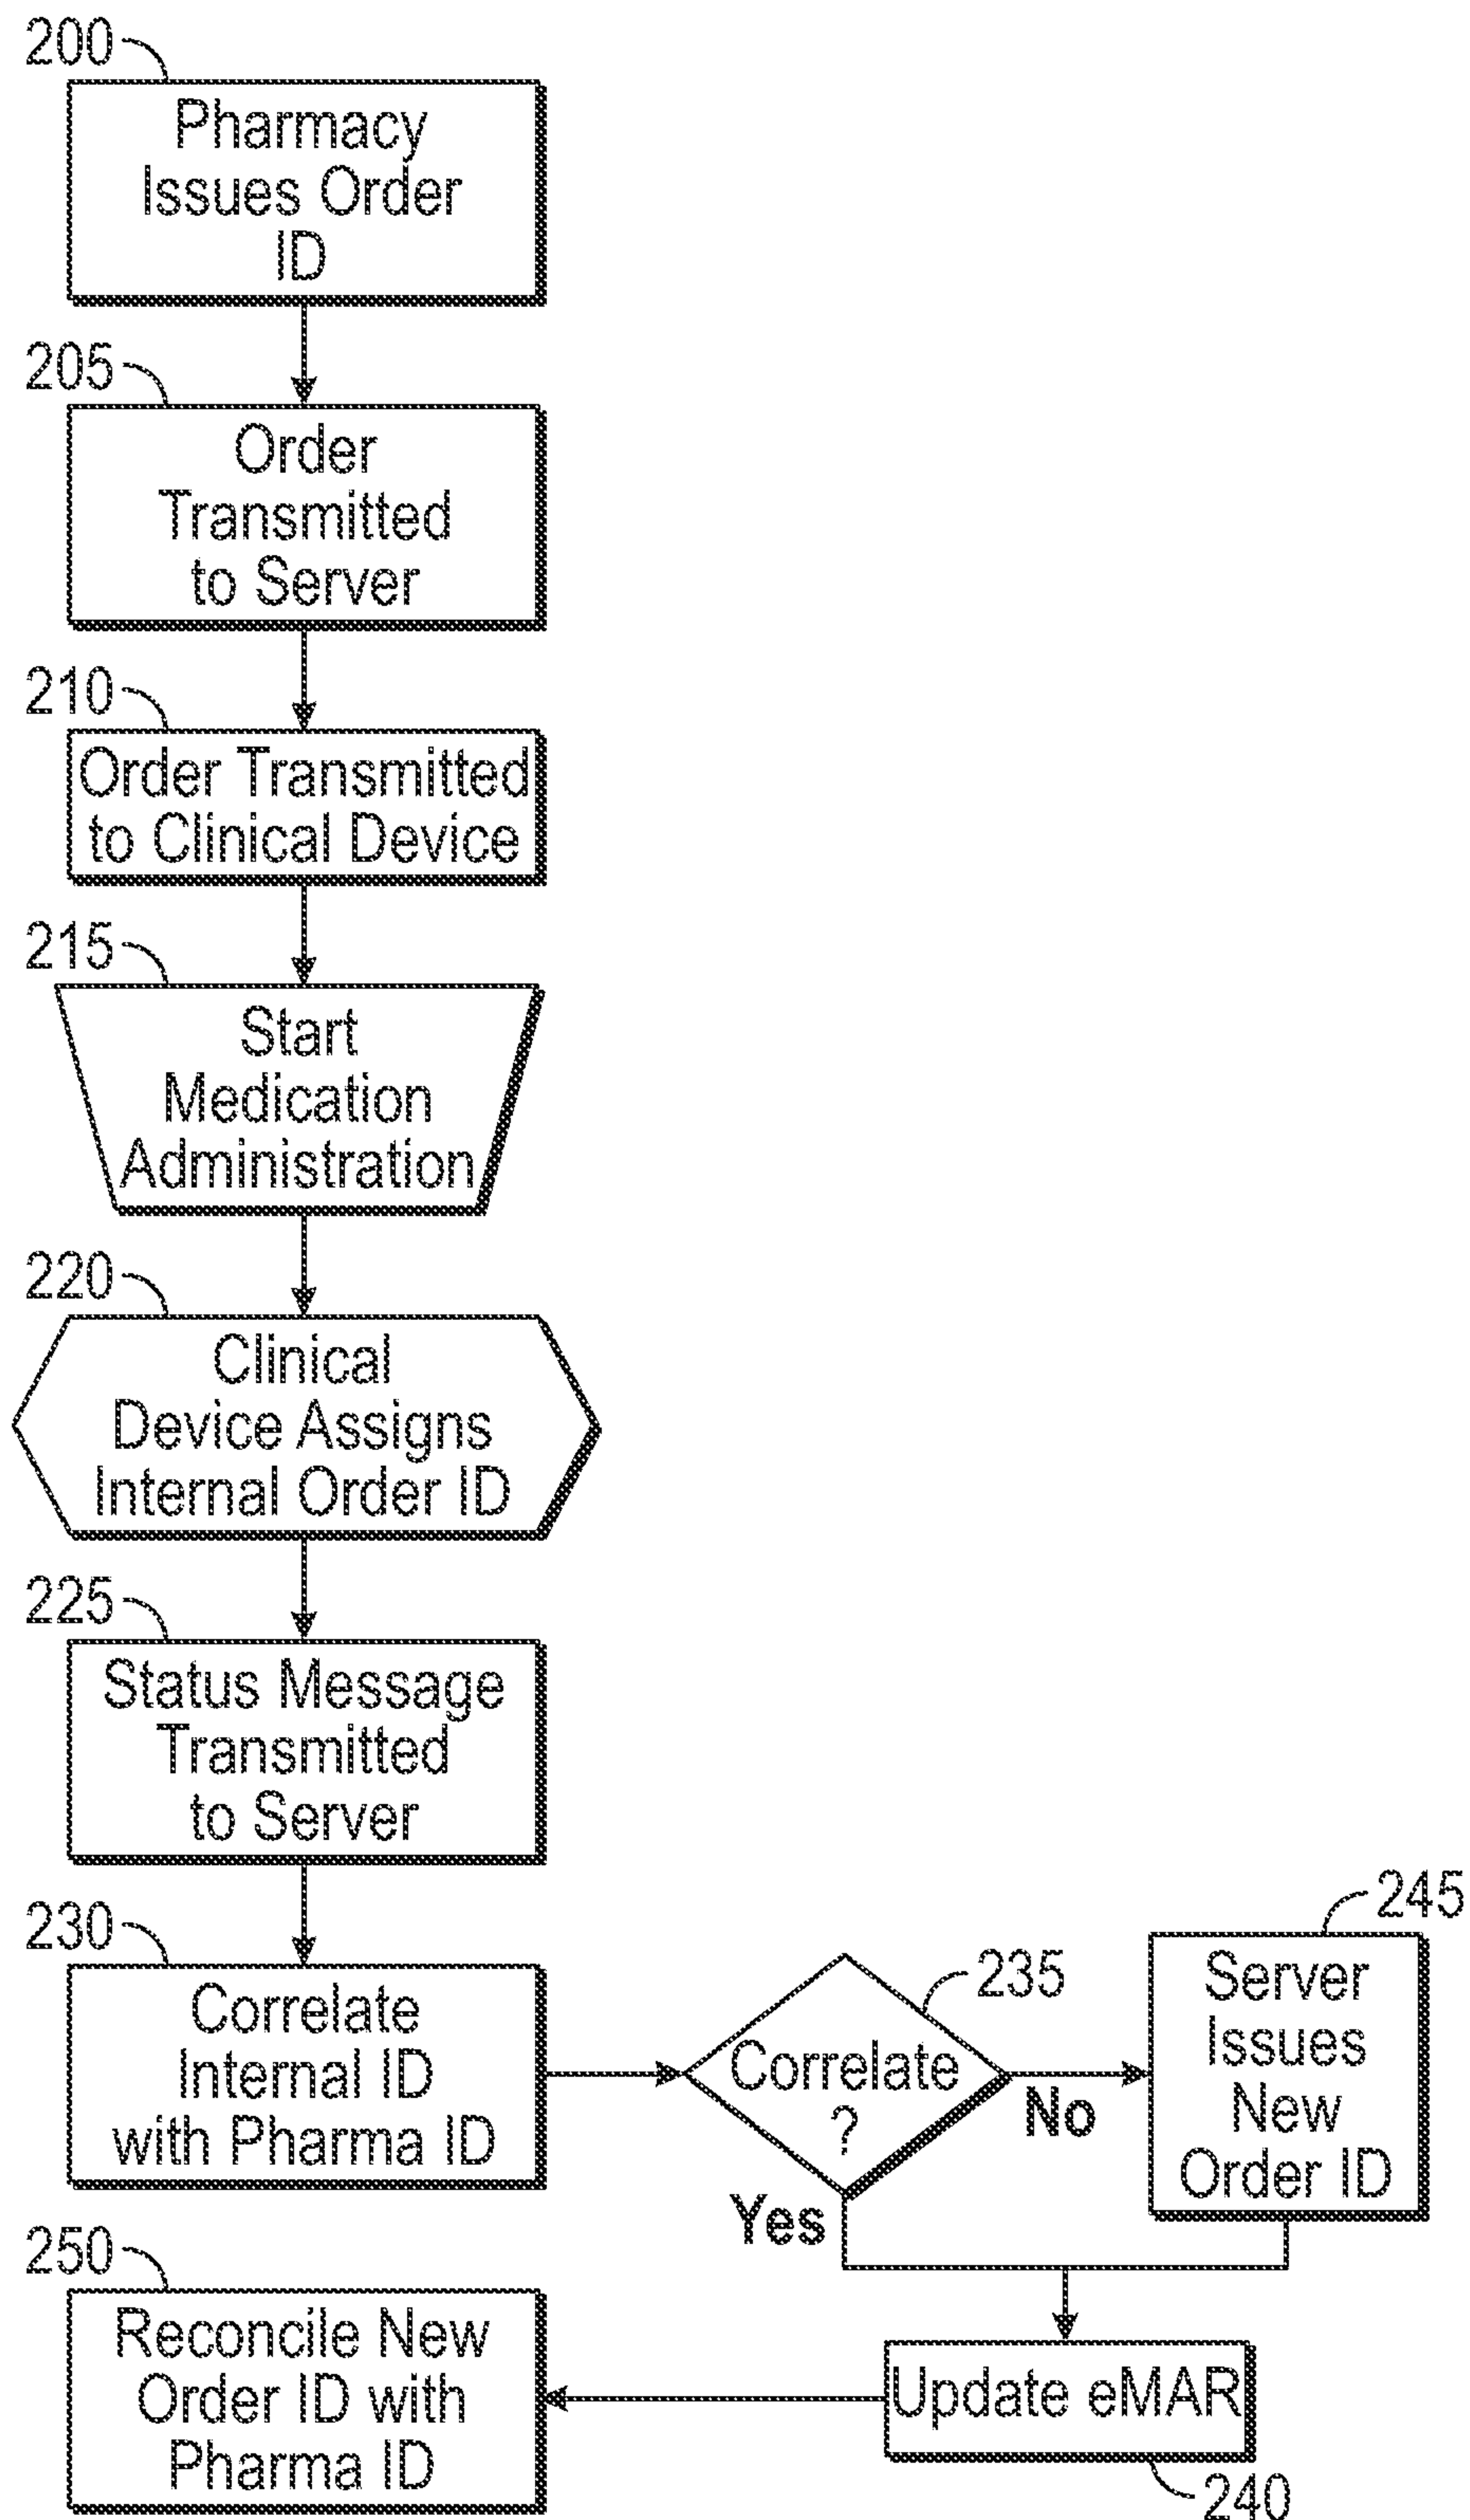 200
Pharmacy
Issues Order
ID
205
Order
Transmitted
to Server
210
Order Transmitted
to Clinical Device
215
Start
Medication
Administration
220
Clinical
Device Assigns
Internal Order ID
225
Status Message
Transmitted
to Server
230
Correlate
Internal ID
with Pharma ID
235
Correlate
?
No
Yes
245
Server
Issues
New
Order ID
250
Reconcile New
Order ID with
Pharma ID
Update eMAR
240